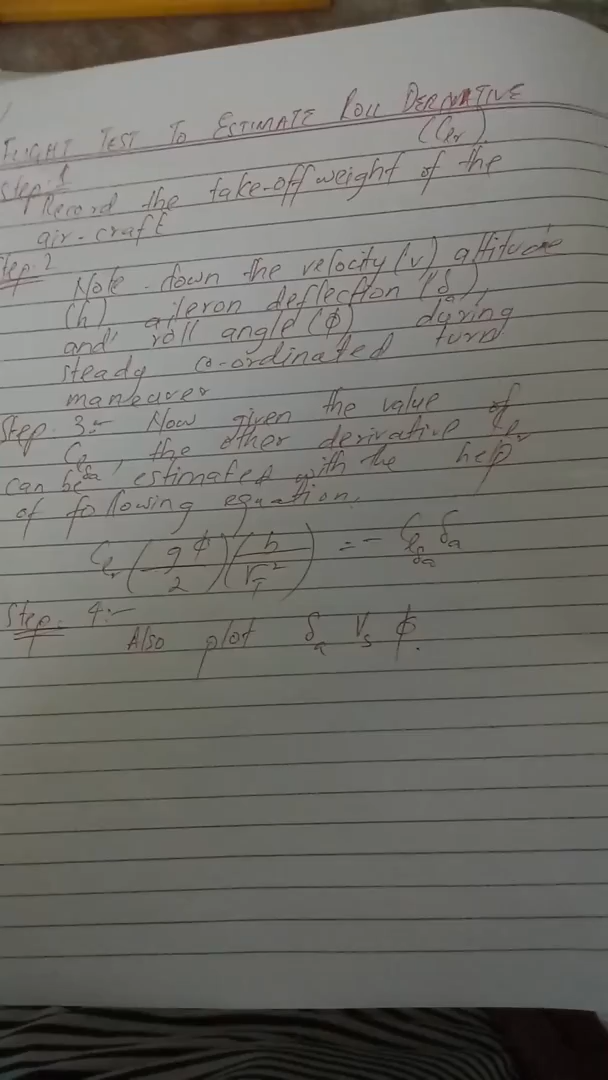 FLIGHT TEST TO ESTIMATE ROLL DERIVATIVE
(Clr)
Step: 1
Record the take-off weight of the
air-craft
Step: 2
Note down the velocity (v) altitude
(h) aileron deflection (δ),
and roll angle (ϕ) during
steady co-ordinated turn
maneaver
Step 3:- Now given the value of
Clδa, the other derivative Clr
can be estimated with the help
of following equation.
Clr (gϕ/2) (b/VT²) = - Clδa δa
Step: 4:-
Also plot δa Vs ϕ.